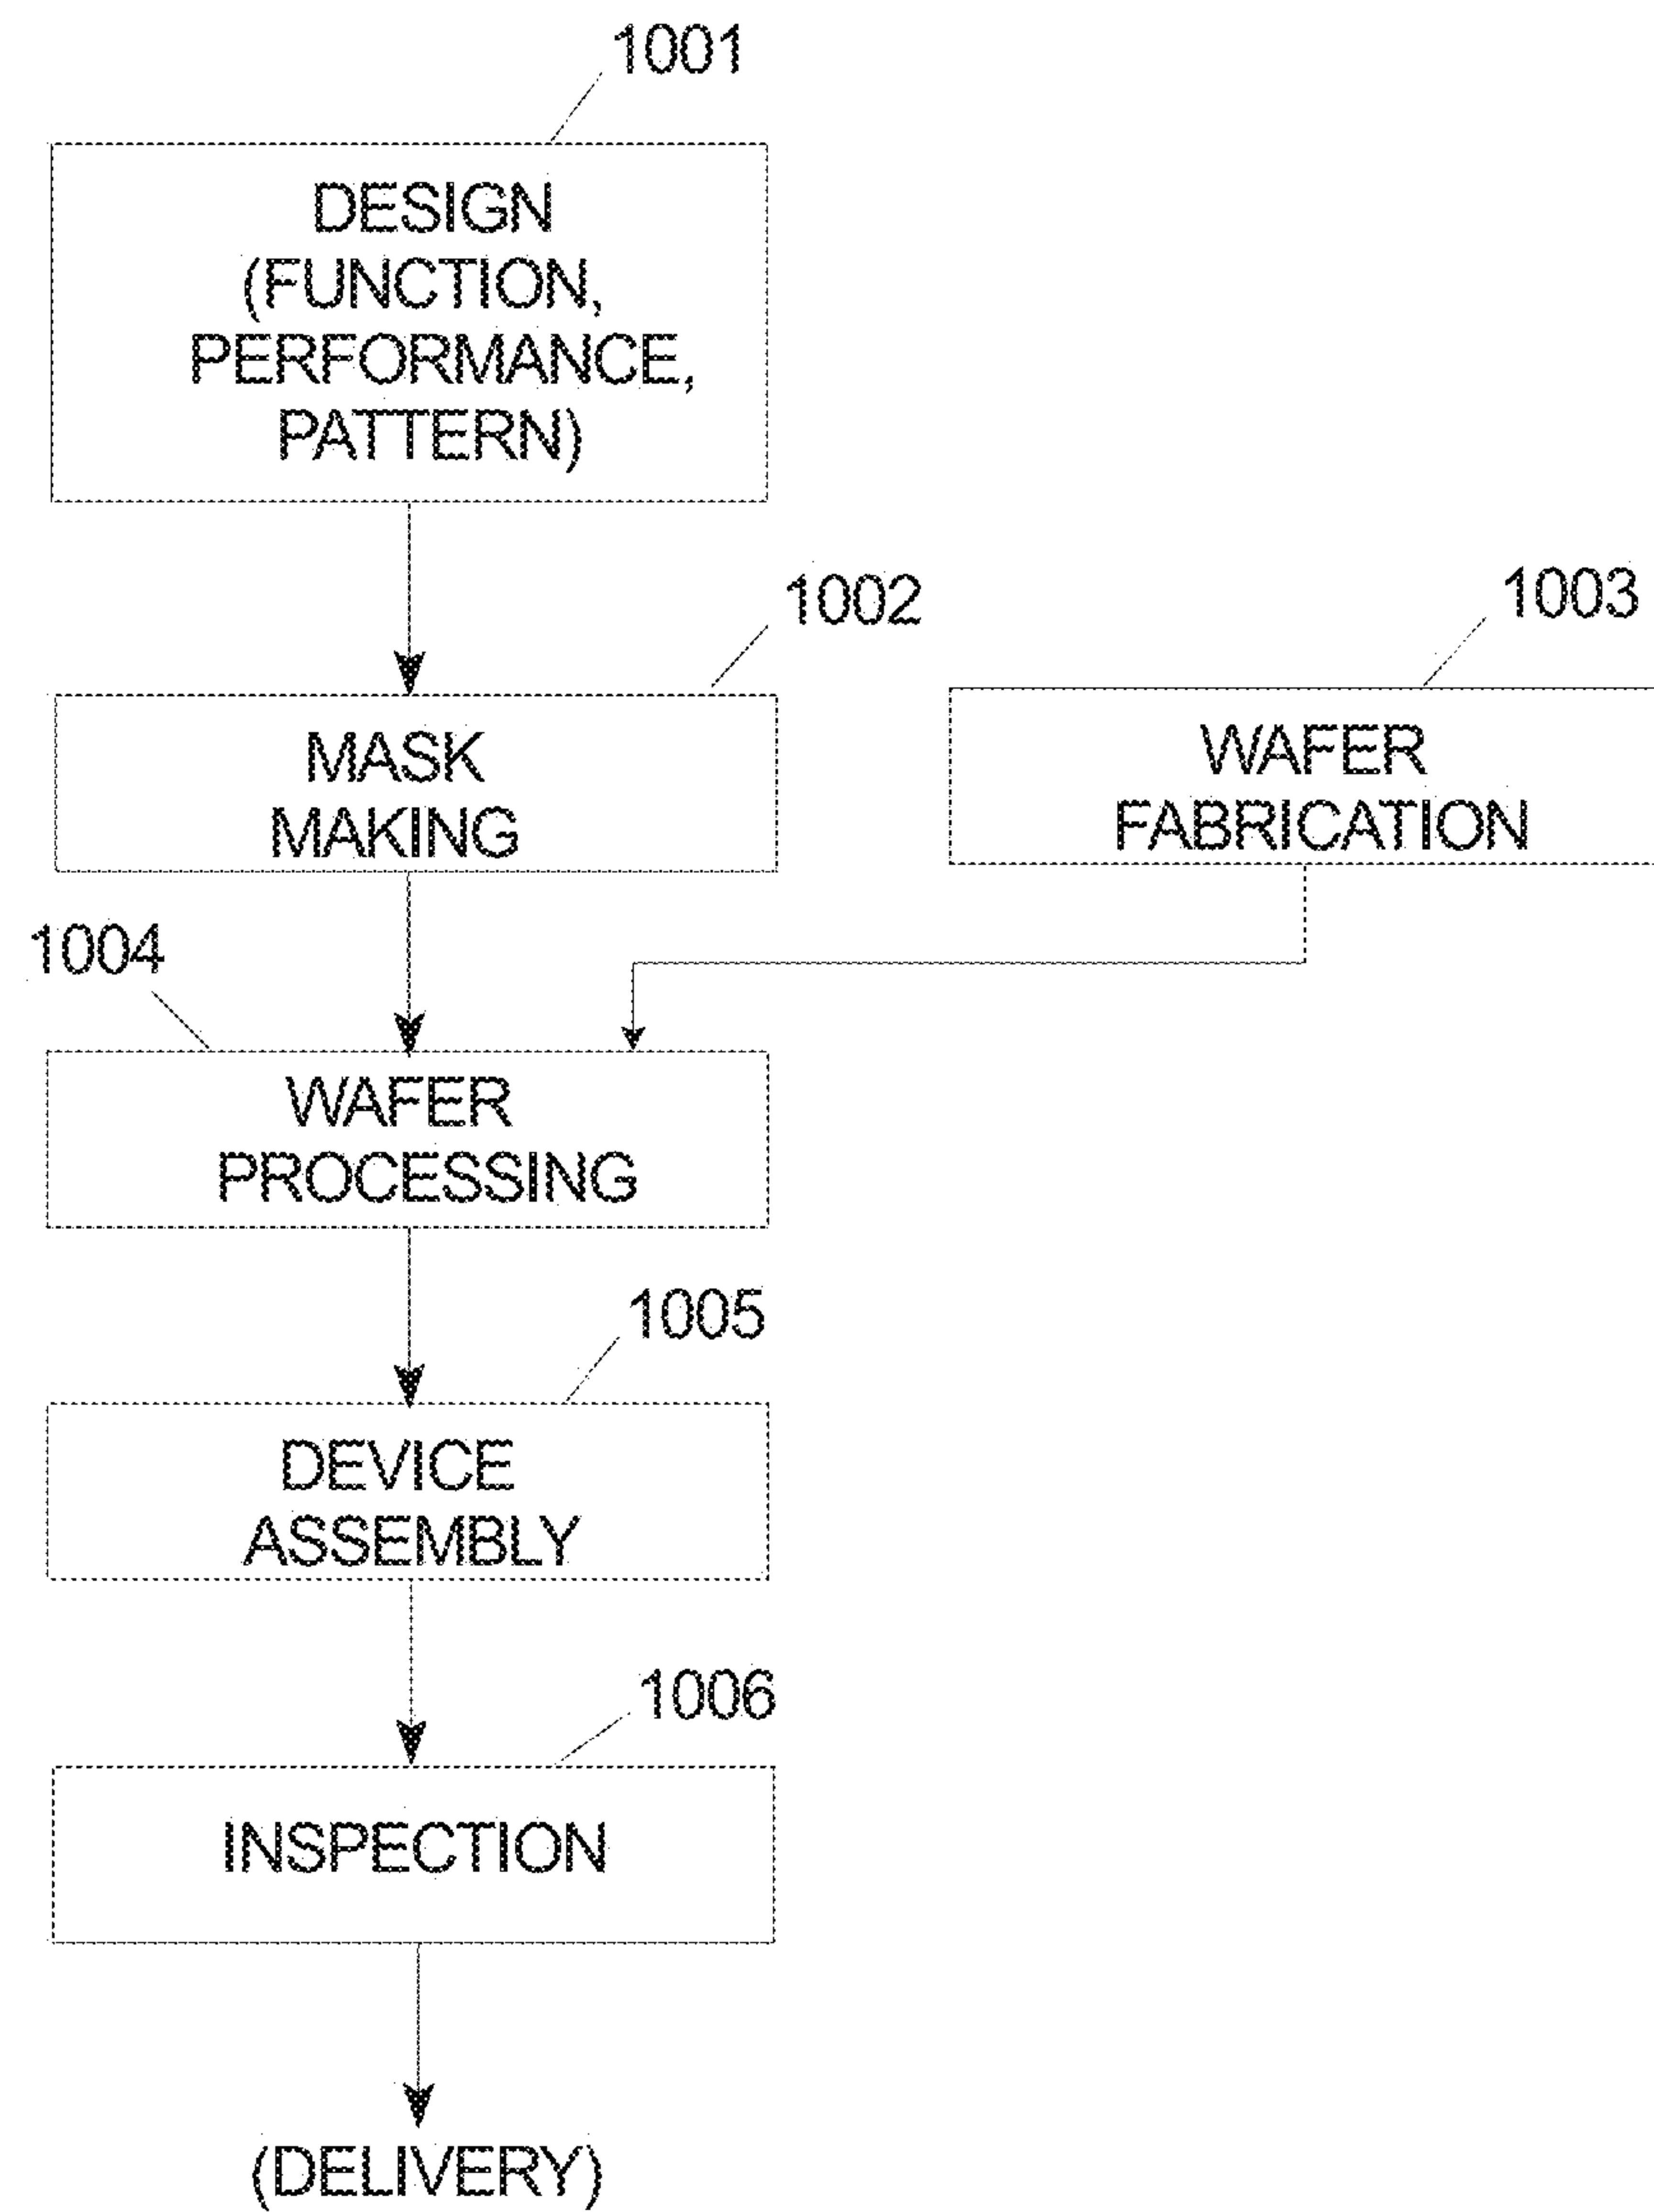 1001
DESIGN
(FUNCTION,
PERFORMANCE,
PATTERN)
1002
MASK
MAKING
1003
WAFER
FABRICATION
1004
WAFER
PROCESSING
1005
DEVICE
ASSEMBLY
1006
INSPECTION
(DELIVERY)